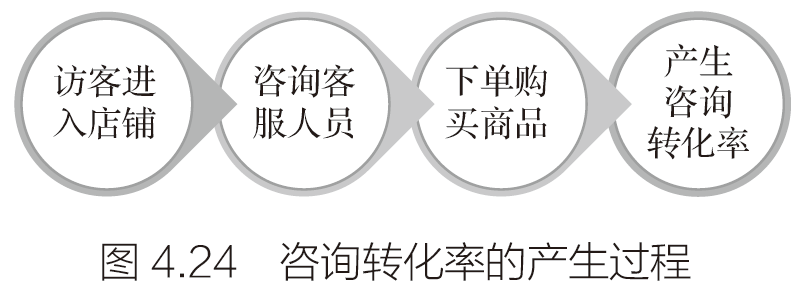 访客进
入店铺
咨询客
服人员
下单购
买商品
产生
咨询
转化率
图 4.24 咨询转化率的产生过程